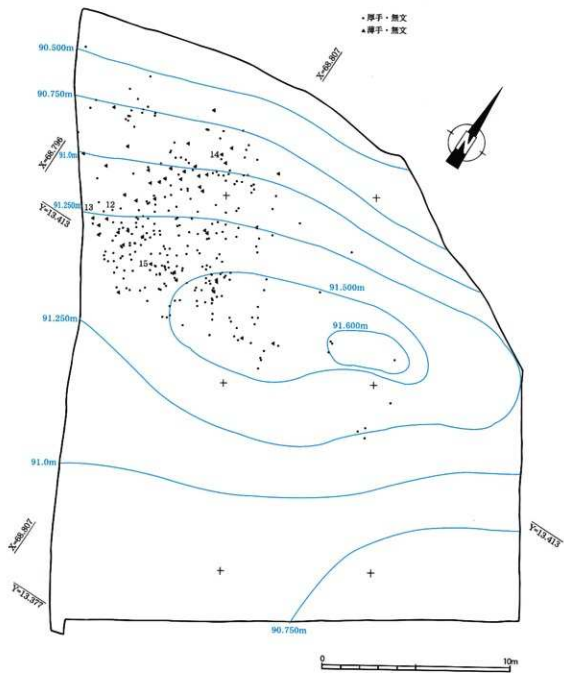 ・厚手・無文
▲薄手・無文
90.500m
X=68.807
90.750m
X=68.796
91.0m
14
91.250m
13
12
Y=13.413
15
91.500m
91.250m
91.600m
91.0m
X=68.807
Y=13.413
Y=13.377
90.750m
0
10m
N